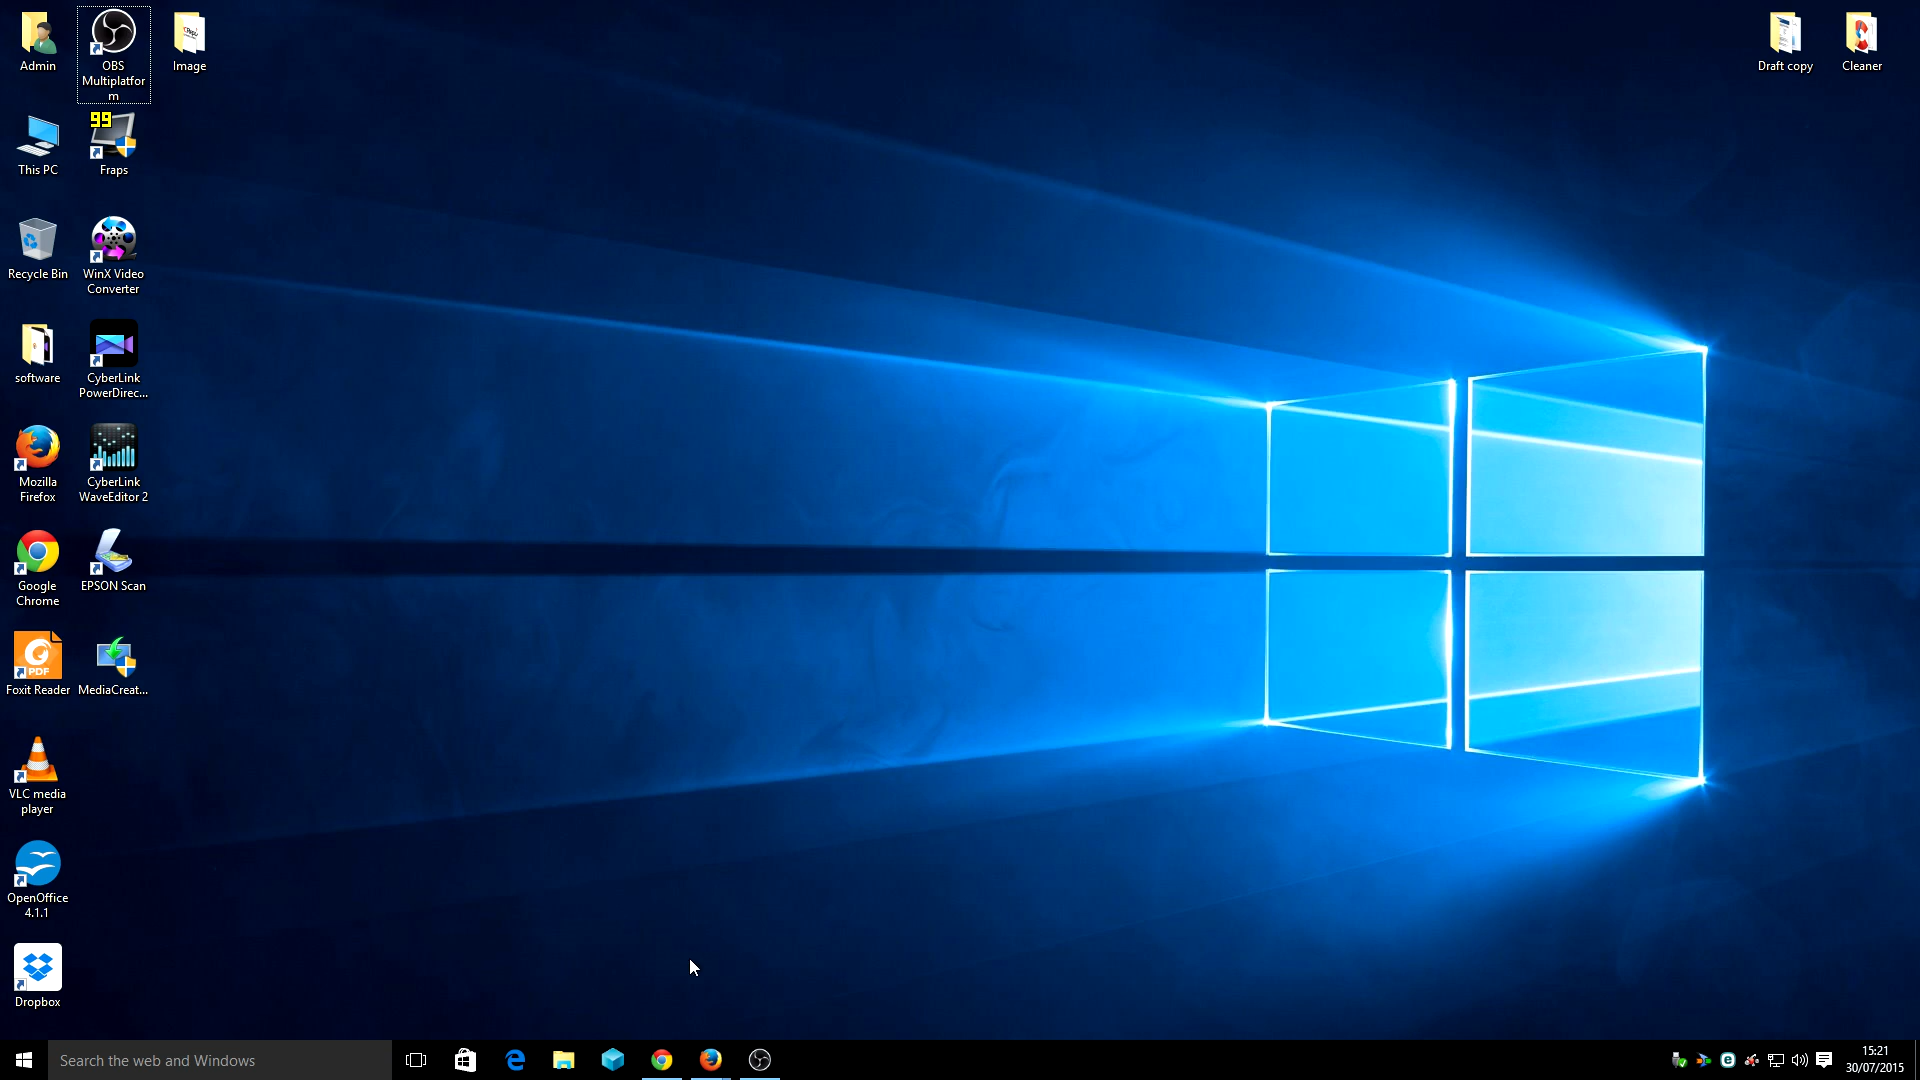 Admin
OBS
Multiplatfor
m
Image
Draft copy
Cleaner
99
This PC
Fraps
Recycle Bin
WinX Video
Converter
software
CyberLink
PowerDirec...
Mozilla
Firefox
CyberLink
WaveEditor 2
Google
Chrome
EPSON Scan
PDF
Foxit Reader
MediaCreat...
VLC media
player
OpenOffice
4.1.1
Dropbox
Search the web and Windows
15:21
30/07/2015